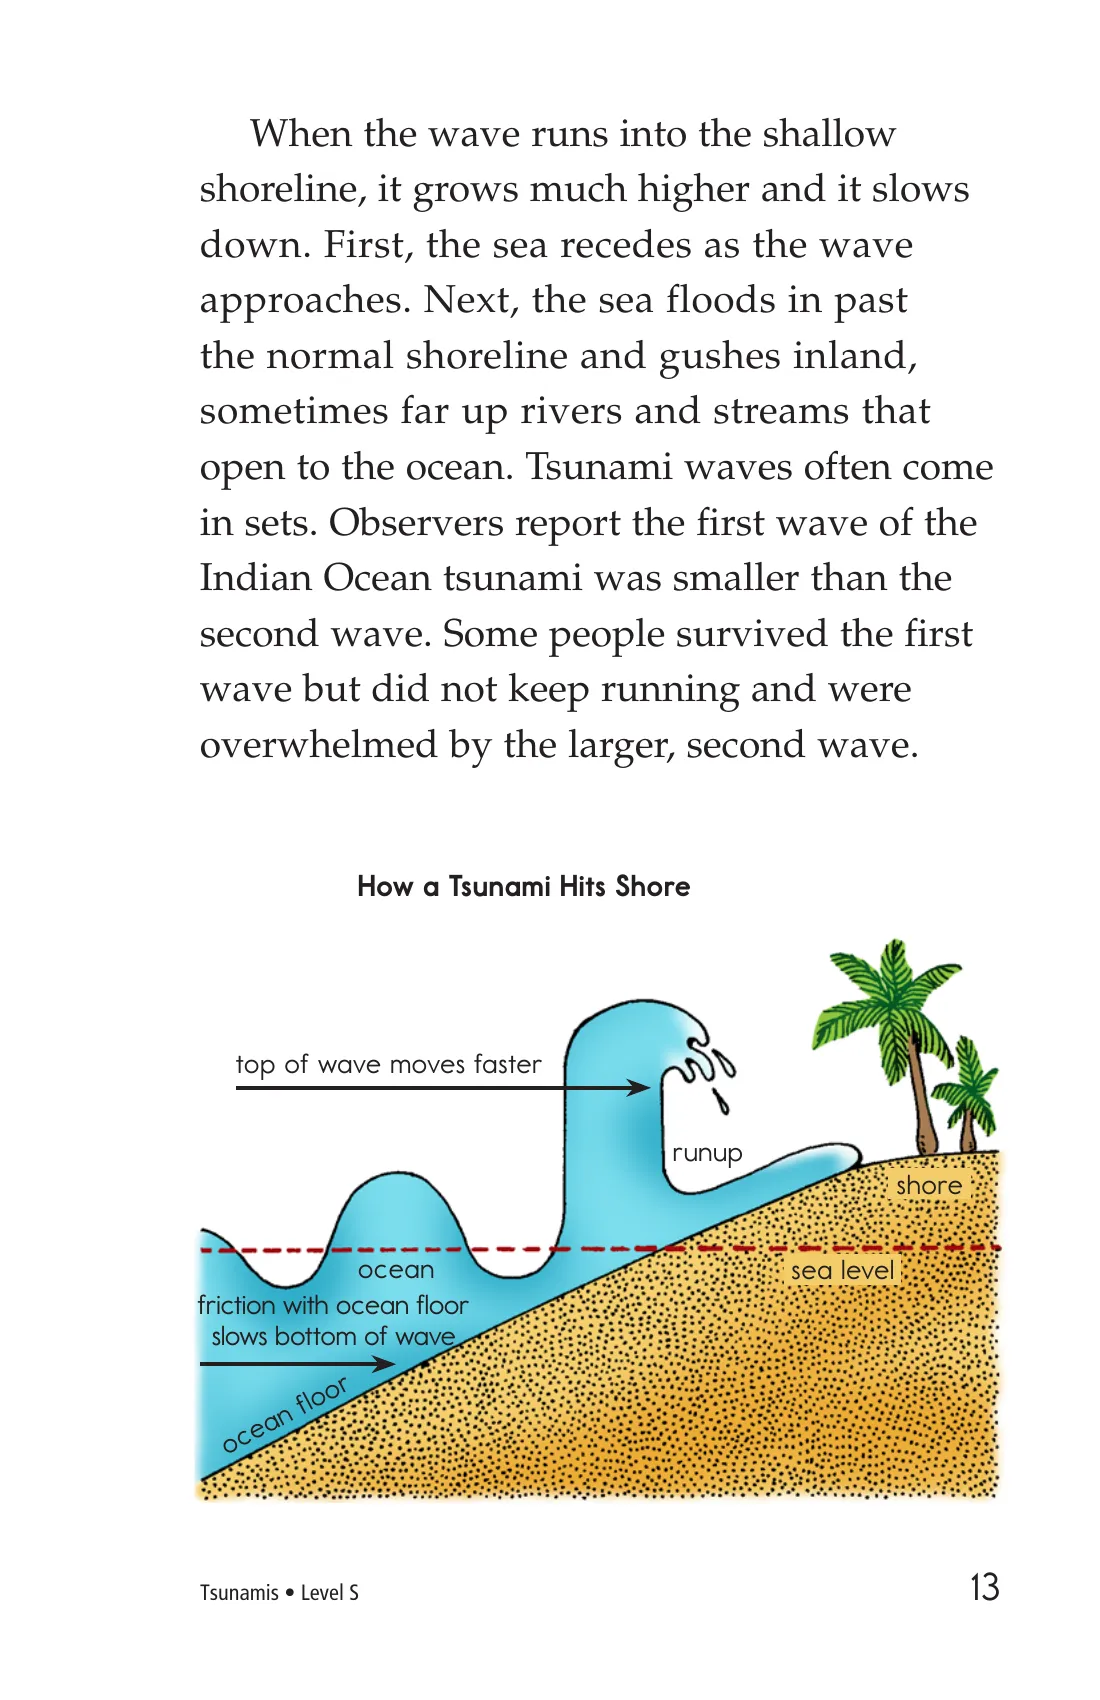 When the wave runs into the shallow
shoreline, it grows much higher and it slows
down. First, the sea recedes as the wave
approaches. Next, the sea floods in past
the normal shoreline and gushes inland,
sometimes far up rivers and streams that
open to the ocean. Tsunami waves often come
in sets. Observers report the first wave of the
Indian Ocean tsunami was smaller than the
second wave. Some people survived the first
wave but did not keep running and were
overwhelmed by the larger, second wave.
How a Tsunami Hits Shore
top of wave moves faster
runup
shore
ocean
sea level
friction with ocean floor
slows bottom of wave
ocean floor
Tsunamis • Level S
13